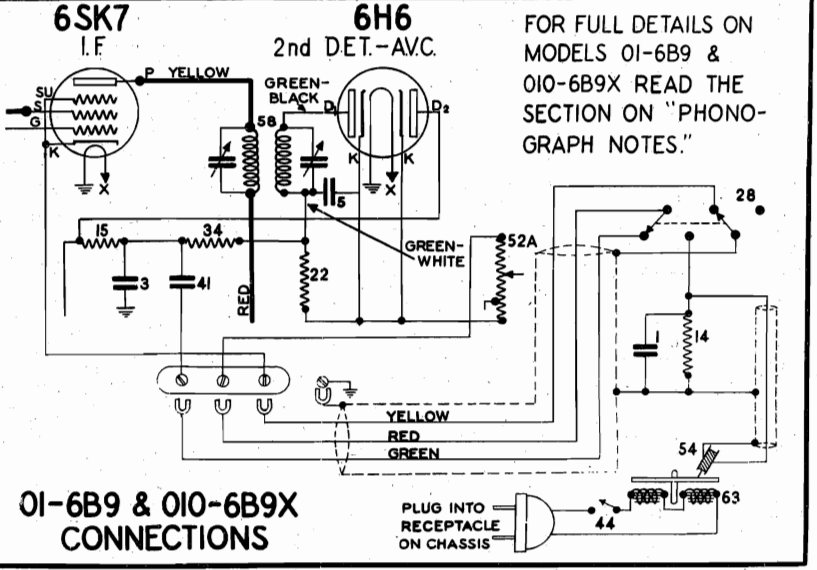 6SK7
I.F
6H6
2nd DET.-AVC.
FOR FULL DETAILS ON
MODELS 01-6B9 &
010-6B9X READ THE
SECTION ON "PHONO-
GRAPH NOTES."
P YELLOW
GREEN-
BLACK
SU
S
G
K
X
D1
D2
K
K
X
58
5
28
15
34
GREEN-
WHITE
52A
3
41
22
RED
1
14
YELLOW
RED
GREEN
54
63
44
01-6B9 & 010-6B9X
CONNECTIONS
PLUG INTO
RECEPTACLE
ON CHASSIS